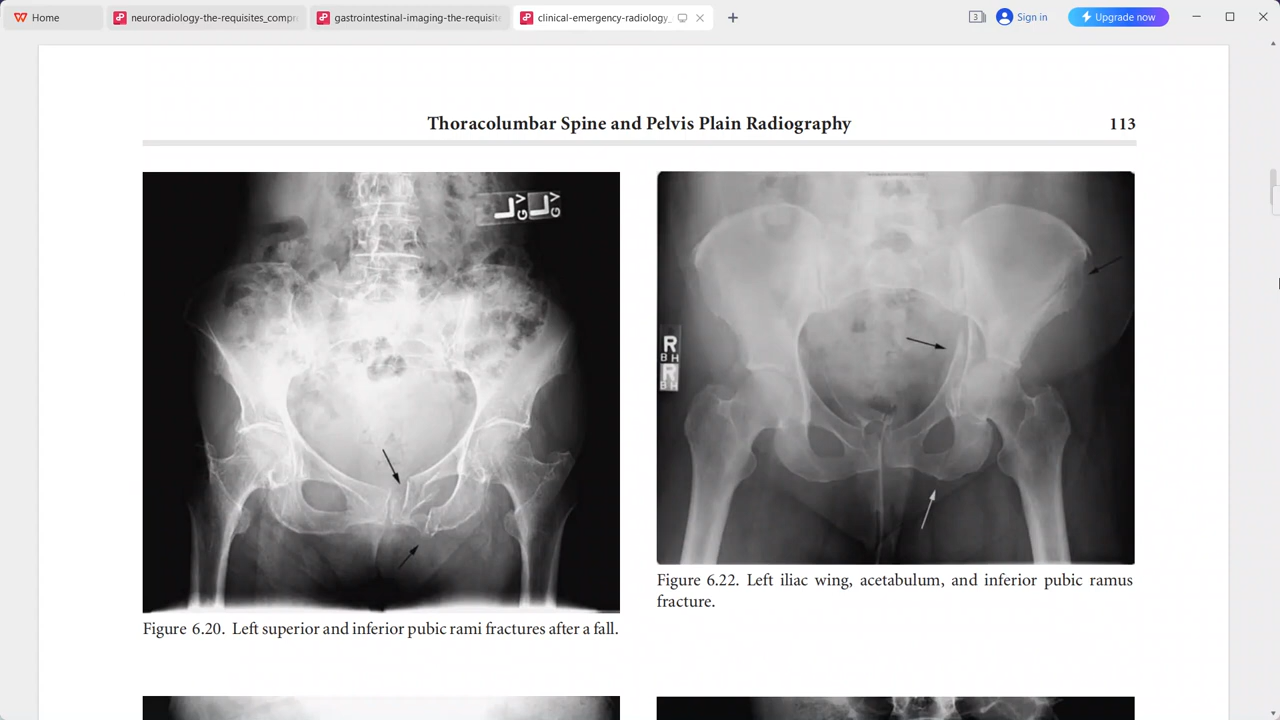 Home
neuroradiology-the-requisites_compr
gastrointestinal-imaging-the-requisite
clinical-emergency-radiology_
3
Sign in
Upgrade now
Thoracolumbar Spine and Pelvis Plain Radiography 113
L G V L G V
R
B H
R
B H
Figure 6.20. Left superior and inferior pubic rami fractures after a fall.
Figure 6.22. Left iliac wing, acetabulum, and inferior pubic ramus
fracture.